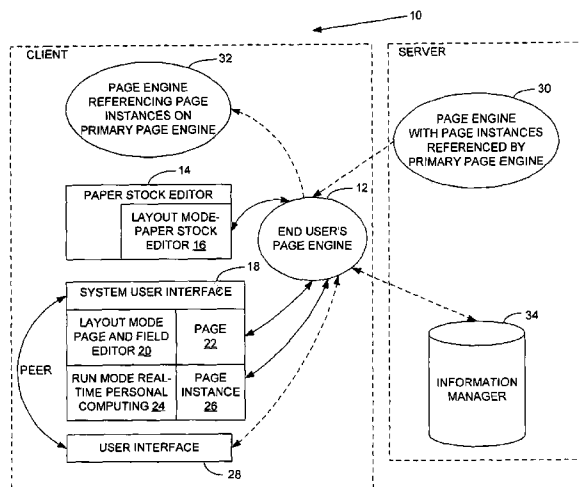 10
CLIENT
32
PAGE ENGINE
REFERENCING PAGE
INSTANCES ON
PRIMARY PAGE ENGINE
SERVER
30
PAGE ENGINE
WITH PAGE INSTANCES
REFERENCED BY
PRIMARY PAGE ENGINE
14
PAPER STOCK EDITOR
LAYOUT MODE-
PAPER STOCK
EDITOR 16
12
END USER'S
PAGE ENGINE
18
SYSTEM USER INTERFACE
LAYOUT MODE
PAGE AND FIELD
EDITOR 20
PAGE
22
RUN MODE REAL-
TIME PERSONAL
COMPUTING 24
PAGE
INSTANCE
26
PEER
USER INTERFACE
28
34
INFORMATION
MANAGER